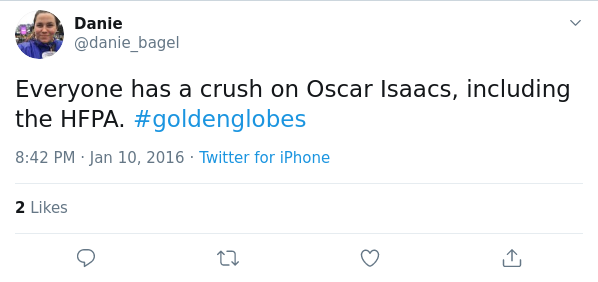 Danie
@danie_bagel
Everyone has a crush on Oscar Isaacs, including
the HFPA. #goldenglobes
8:42 PM · Jan 10, 2016 · Twitter for iPhone
2 Likes